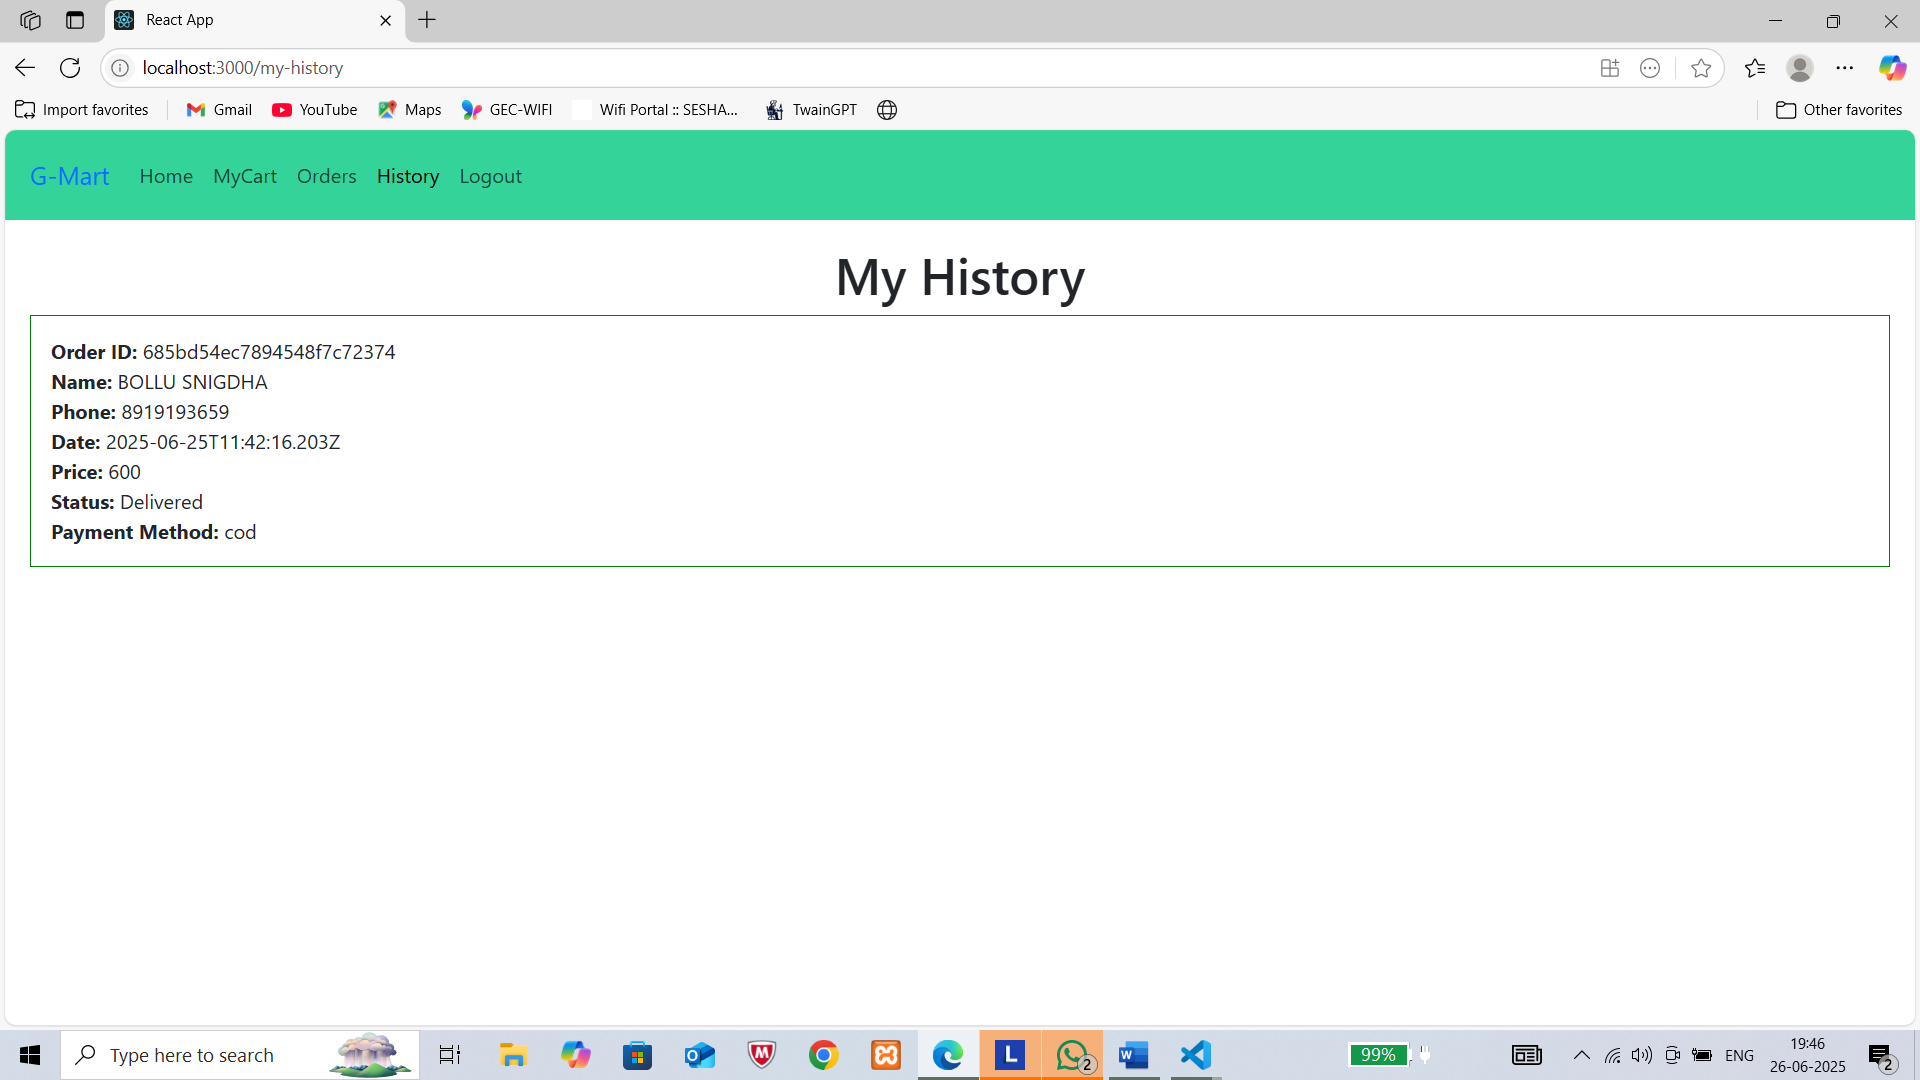 React App
localhost:3000/my-history
Import favorites Gmail YouTube Maps GEC-WIFI Wifi Portal :: SESHA... TwainGPT Other favorites
G-Mart Home MyCart Orders History Logout
My History
Order ID: 685bd54ec7894548f7c72374
Name: BOLLU SNIGDHA
Phone: 8919193659
Date: 2025-06-25T11:42:16.203Z
Price: 600
Status: Delivered
Payment Method: cod
Type here to search 99% ENG 19:46
26-06-2025
2
2